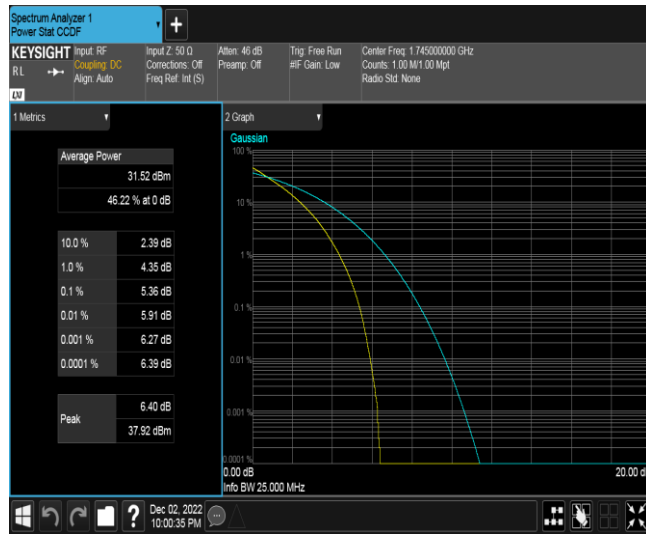 Spectrum Analyzer 1
Power Stat CCDF
+
KEYSIGHT
RL
LXI
Input: RF
Coupling: DC
Align: Auto
Input Z: 50 Ω
Corrections: Off
Freq Ref: Int (S)
Atten: 46 dB
Preamp: Off
Trig: Free Run
#IF Gain: Low
Center Freq: 1.745000000 GHz
Counts: 1.00 M/1.00 Mpt
Radio Std: None
1 Metrics
Average Power
31.52 dBm
46.22 % at 0 dB
10.0 % 2.39 dB
1.0 % 4.35 dB
0.1 % 5.36 dB
0.01 % 5.91 dB
0.001 % 6.27 dB
0.0001 % 6.39 dB
Peak
6.40 dB
37.92 dBm
2 Graph
Gaussian
100 %
10 %
1 %
0.1 %
0.01 %
0.001 %
0.0001 %
0.00 dB
20.00 d
Info BW 25.000 MHz
?
Dec 02, 2022
10:00:35 PM